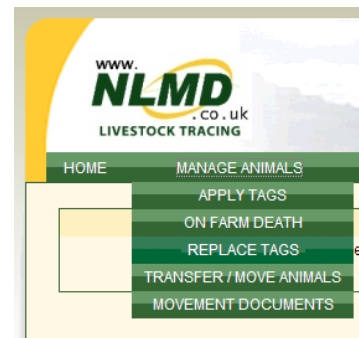 www.
NLMD
.co.uk
LIVESTOCK TRACING
HOME MANAGE ANIMALS
APPLY TAGS
ON FARM DEATH
REPLACE TAGS
TRANSFER / MOVE ANIMALS
MOVEMENT DOCUMENTS